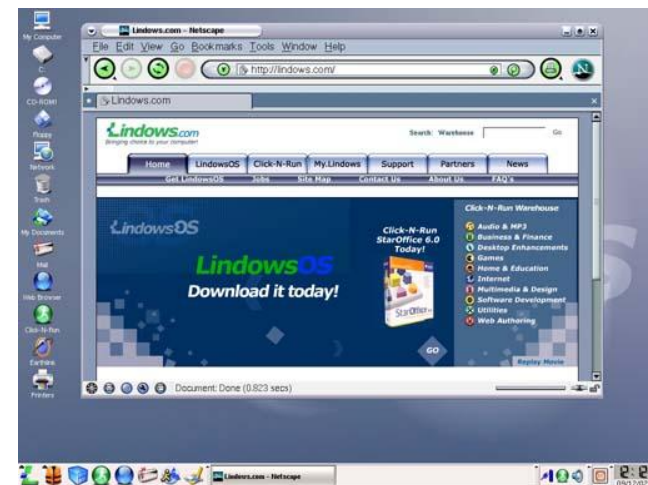 My Computer
C:
CD-ROM1
Floppy
Network
Trash
My Documents
Mail
Web Browser
Click-N-Run
Earthlink
Printers
Lindows.com - Netscape
File Edit View Go Bookmarks Tools Window Help
http://lindows.com/
Lindows.com
Lindows.com
Bringing choice to your computer!
Search: Warehouse Go
Home LindowsOS Click-N-Run My.Lindows Support Partners News
Get LindowsOS Jobs Site Map Contact Us About Us FAQ's
LindowsOS
LindowsOS
Download it today!
Click-N-Run
StarOffice 6.0
Today!
StarOffice
GO
Click-N-Run Warehouse
Audio & MP3
Business & Finance
Desktop Enhancements
Games
Home & Education
Internet
Multimedia & Design
Software Development
Utilities
Web Authoring
Replay Movie
Document: Done (0.823 secs)
Lindows.com - Netscape